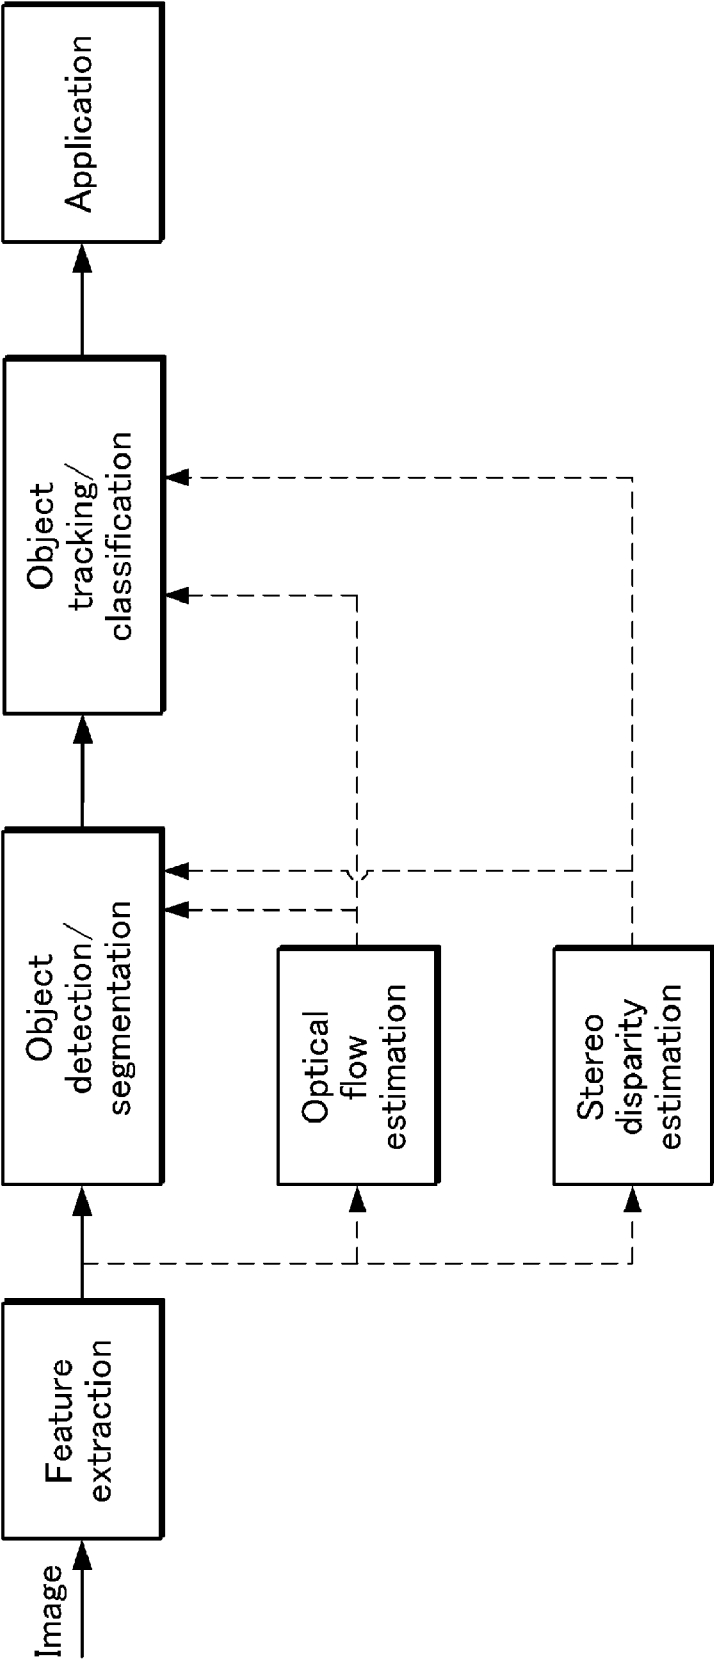 Image
Feature
extraction
Object
detection/
segmentation
Object
tracking/
classification
Application
Optical
flow
estimation
Stereo
disparity
estimation